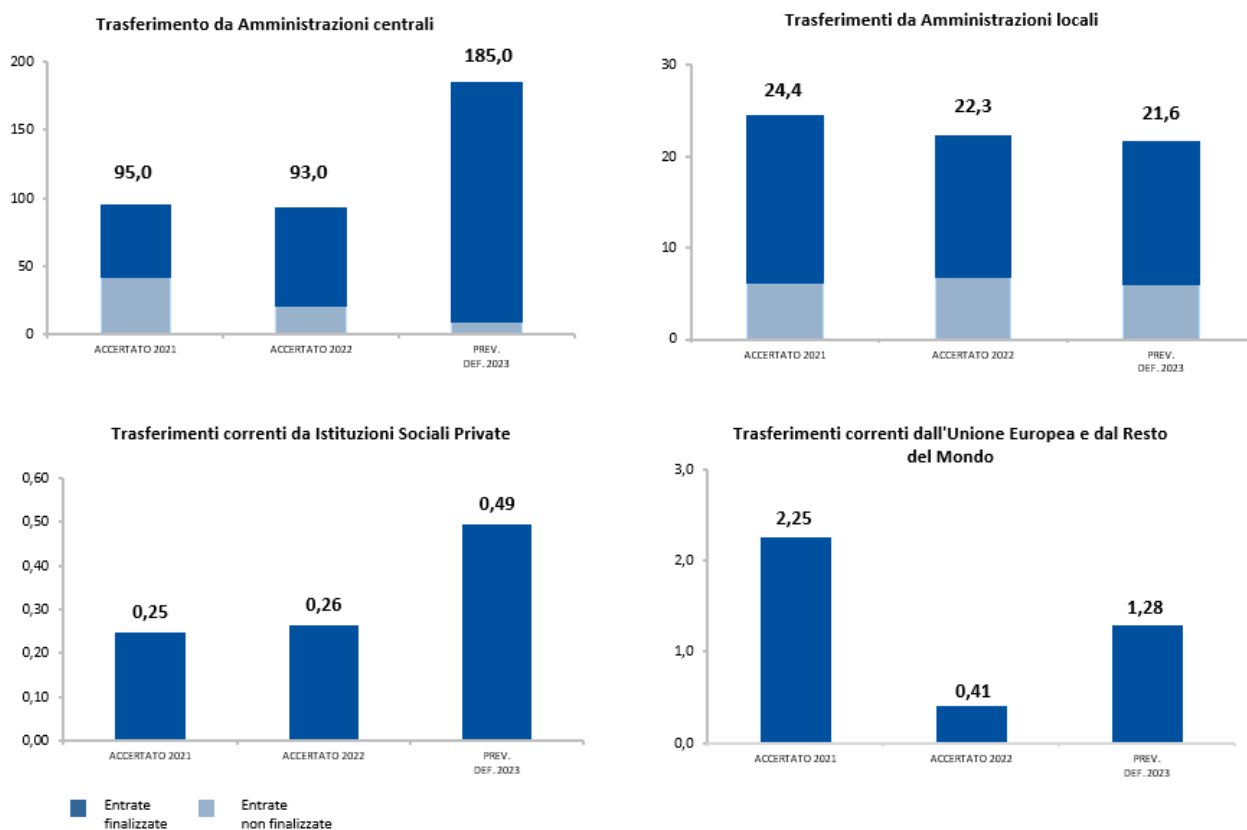 Trasferimento da Amministrazioni centrali
200
150
100
50
0
95,0
93,0
185,0
ACCERTATO 2021
ACCERTATO 2022
PREV.
DEF. 2023
Trasferimenti da Amministrazioni locali
30
20
10
0
24,4
22,3
21,6
ACCERTATO 2021
ACCERTATO 2022
PREV.
DEF. 2023
Trasferimenti correnti da Istituzioni Sociali Private
0,60
0,50
0,40
0,30
0,20
0,10
0,00
0,25
0,26
0,49
ACCERTATO 2021
ACCERTATO 2022
PREV.
DEF. 2023
Trasferimenti correnti dall'Unione Europea e dal Resto
del Mondo
3,0
2,0
1,0
0,0
2,25
0,41
1,28
ACCERTATO 2021
ACCERTATO 2022
PREV.
DEF. 2023
Entrate
finalizzate
Entrate
non finalizzate